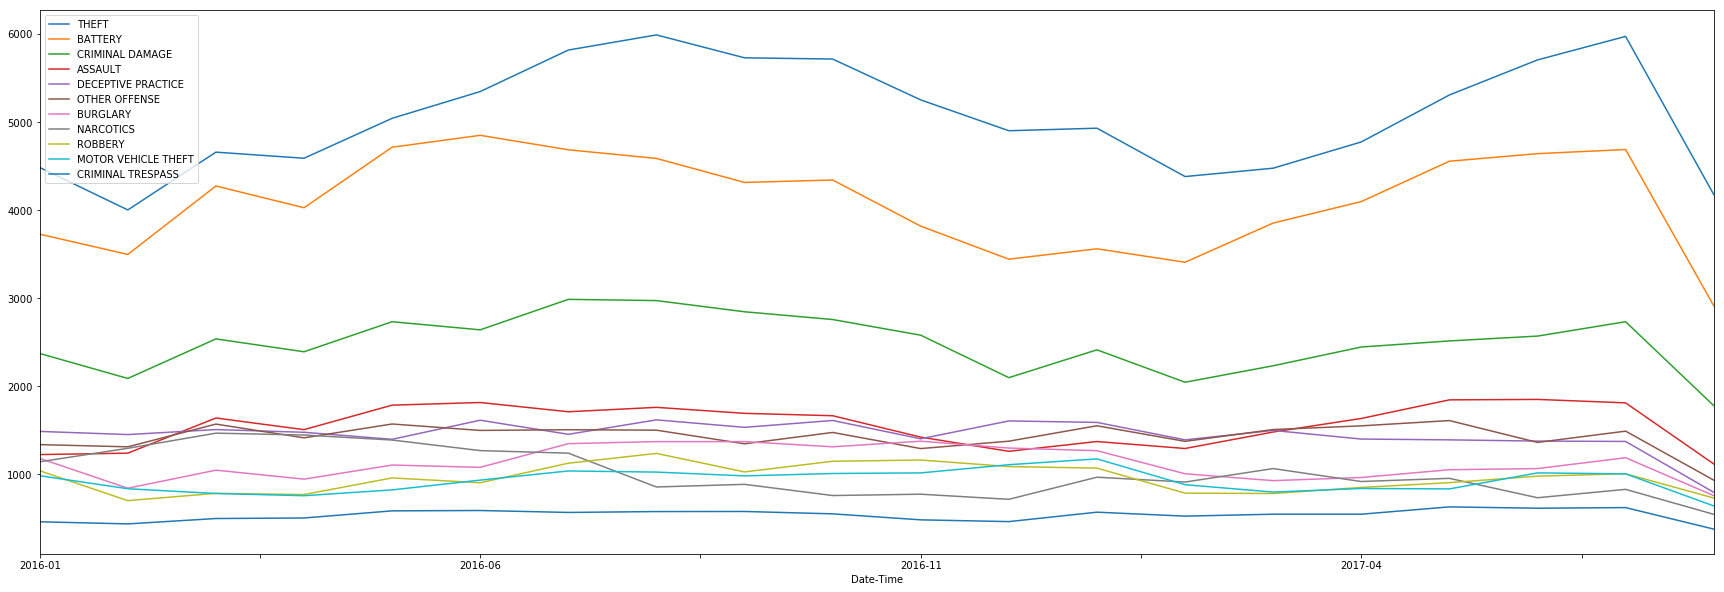 THEFT
BATTERY
CRIMINAL DAMAGE
ASSAULT
DECEPTIVE PRACTICE
OTHER OFFENSE
BURGLARY
NARCOTICS
ROBBERY
MOTOR VEHICLE THEFT
CRIMINAL TRESPASS
6000
5000
4000
3000
2000
1000
2016-01 2016-06 2016-11 2017-04
Date-Time